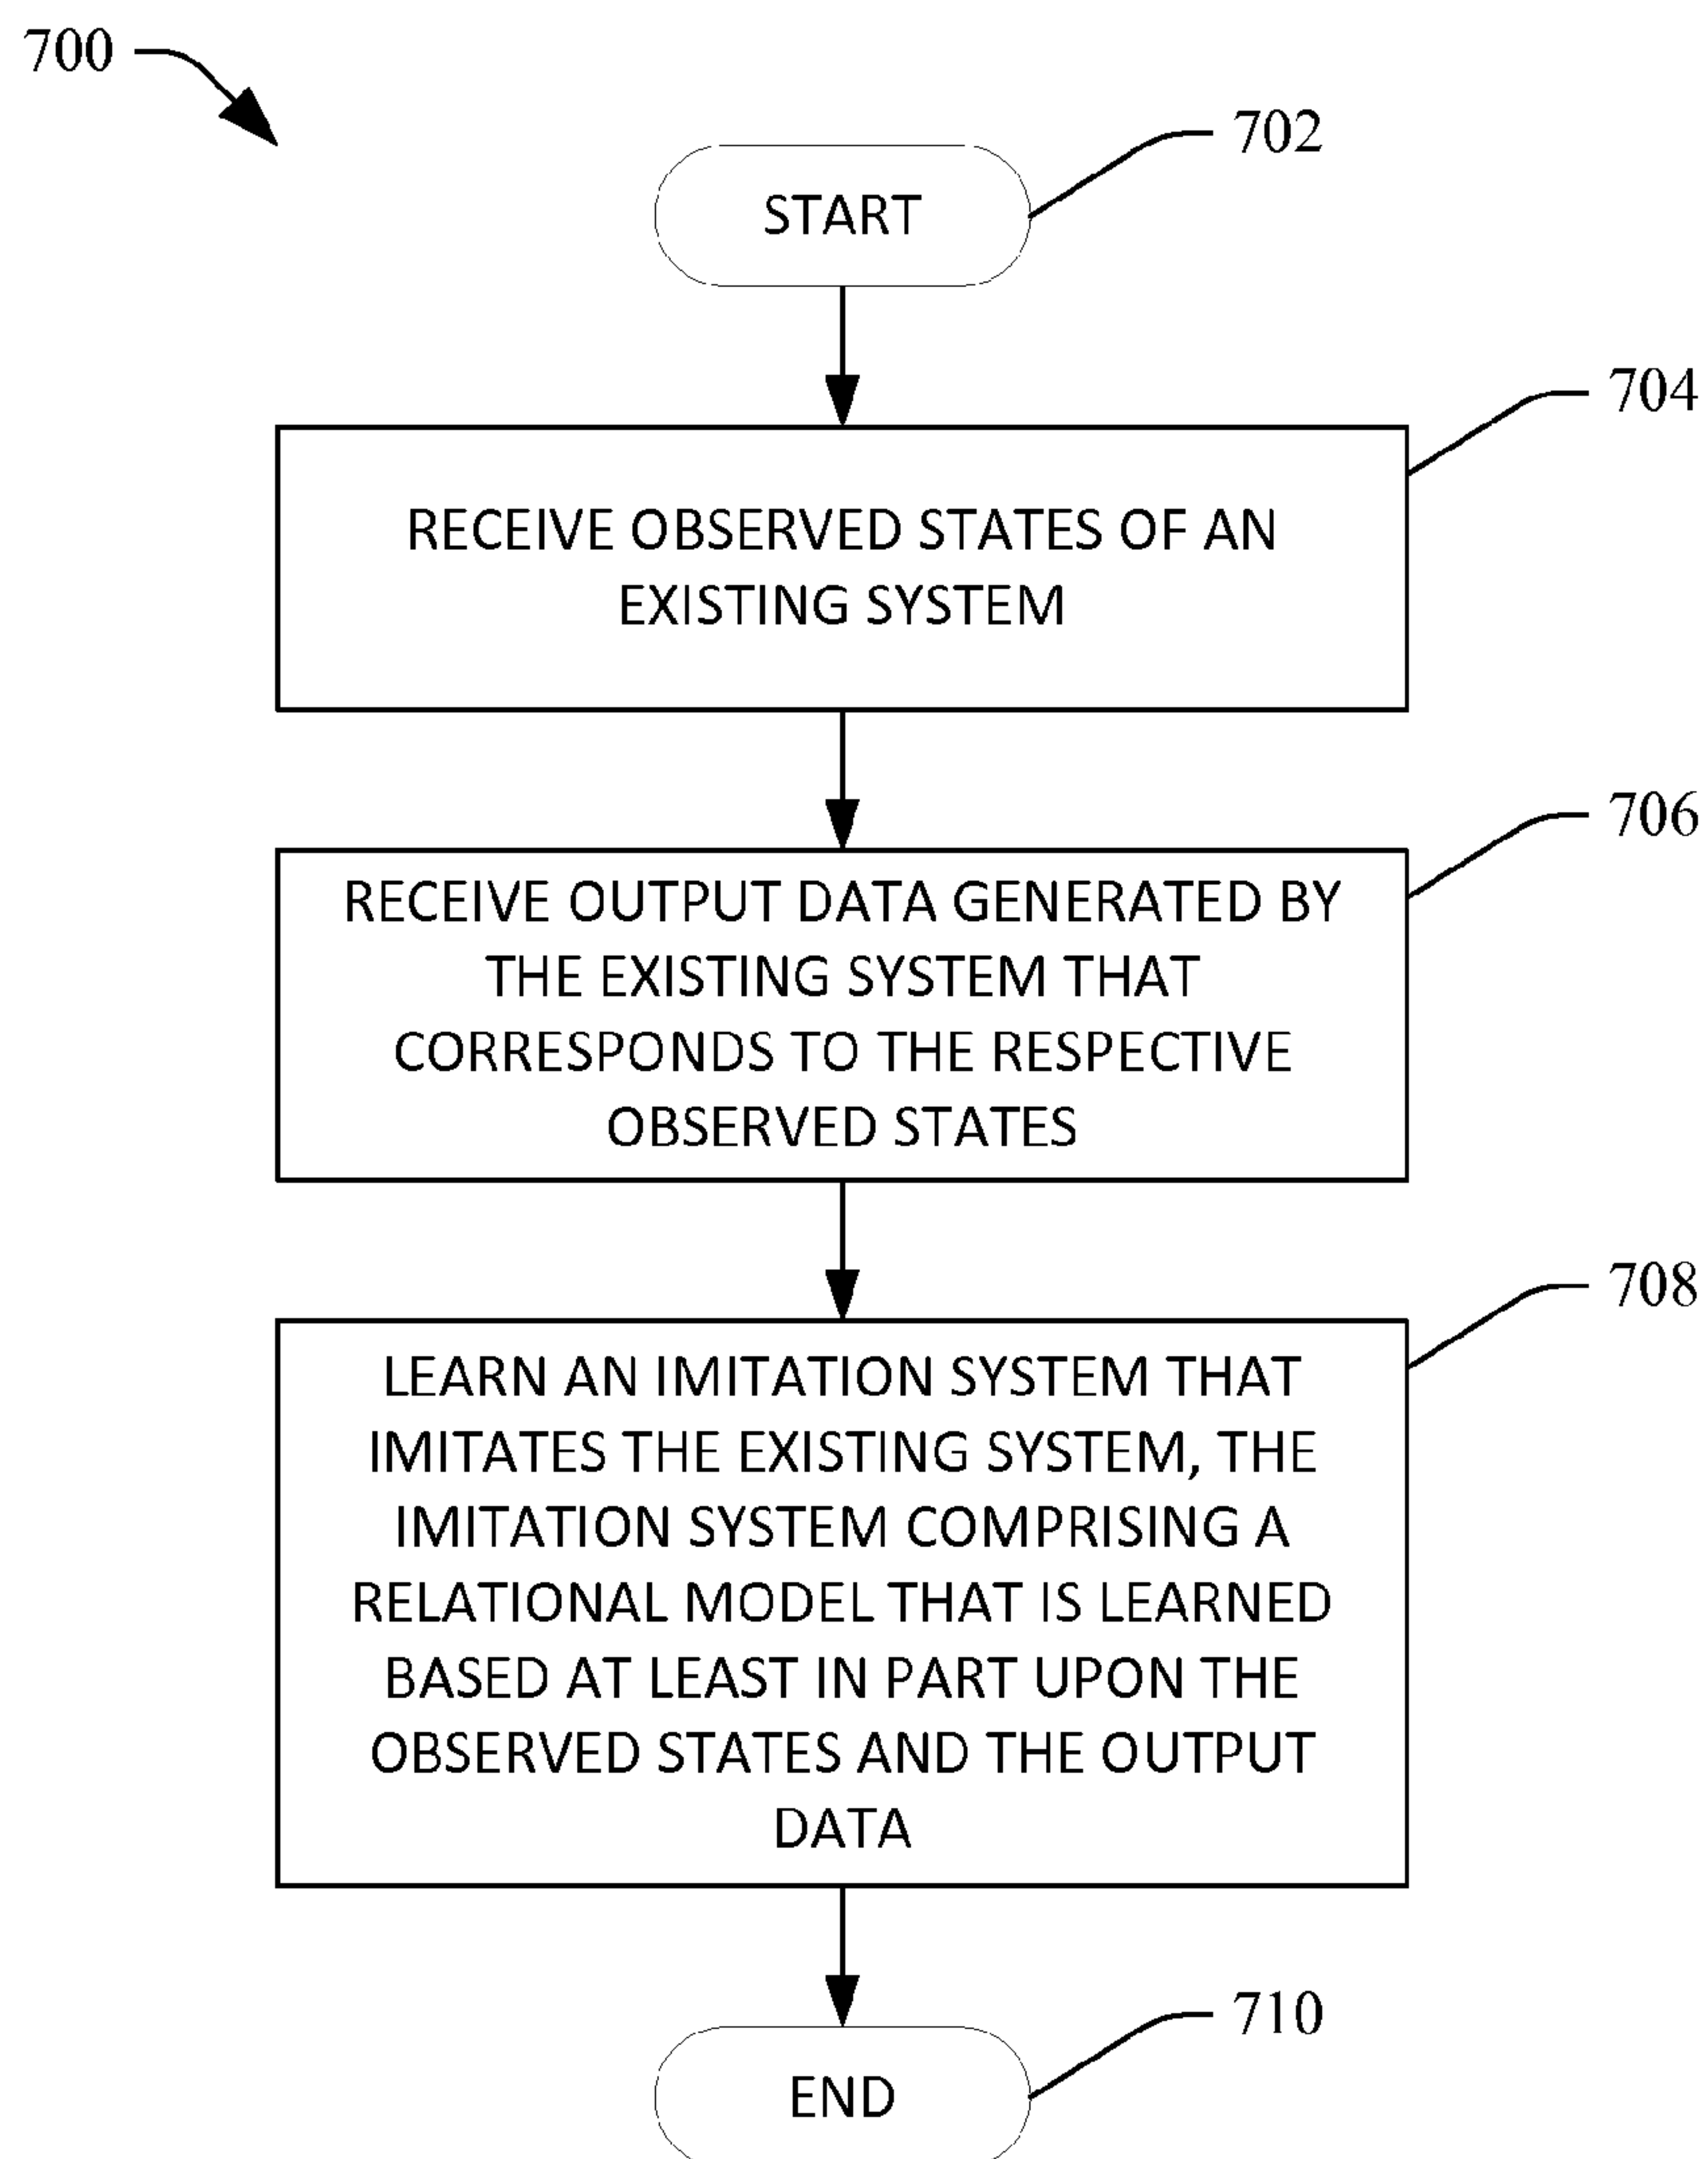 700
702
START
704
RECEIVE OBSERVED STATES OF AN
EXISTING SYSTEM
706
RECEIVE OUTPUT DATA GENERATED BY
THE EXISTING SYSTEM THAT
CORRESPONDS TO THE RESPECTIVE
OBSERVED STATES
708
LEARN AN IMITATION SYSTEM THAT
IMITATES THE EXISTING SYSTEM, THE
IMITATION SYSTEM COMPRISING A
RELATIONAL MODEL THAT IS LEARNED
BASED AT LEAST IN PART UPON THE
OBSERVED STATES AND THE OUTPUT
DATA
710
END